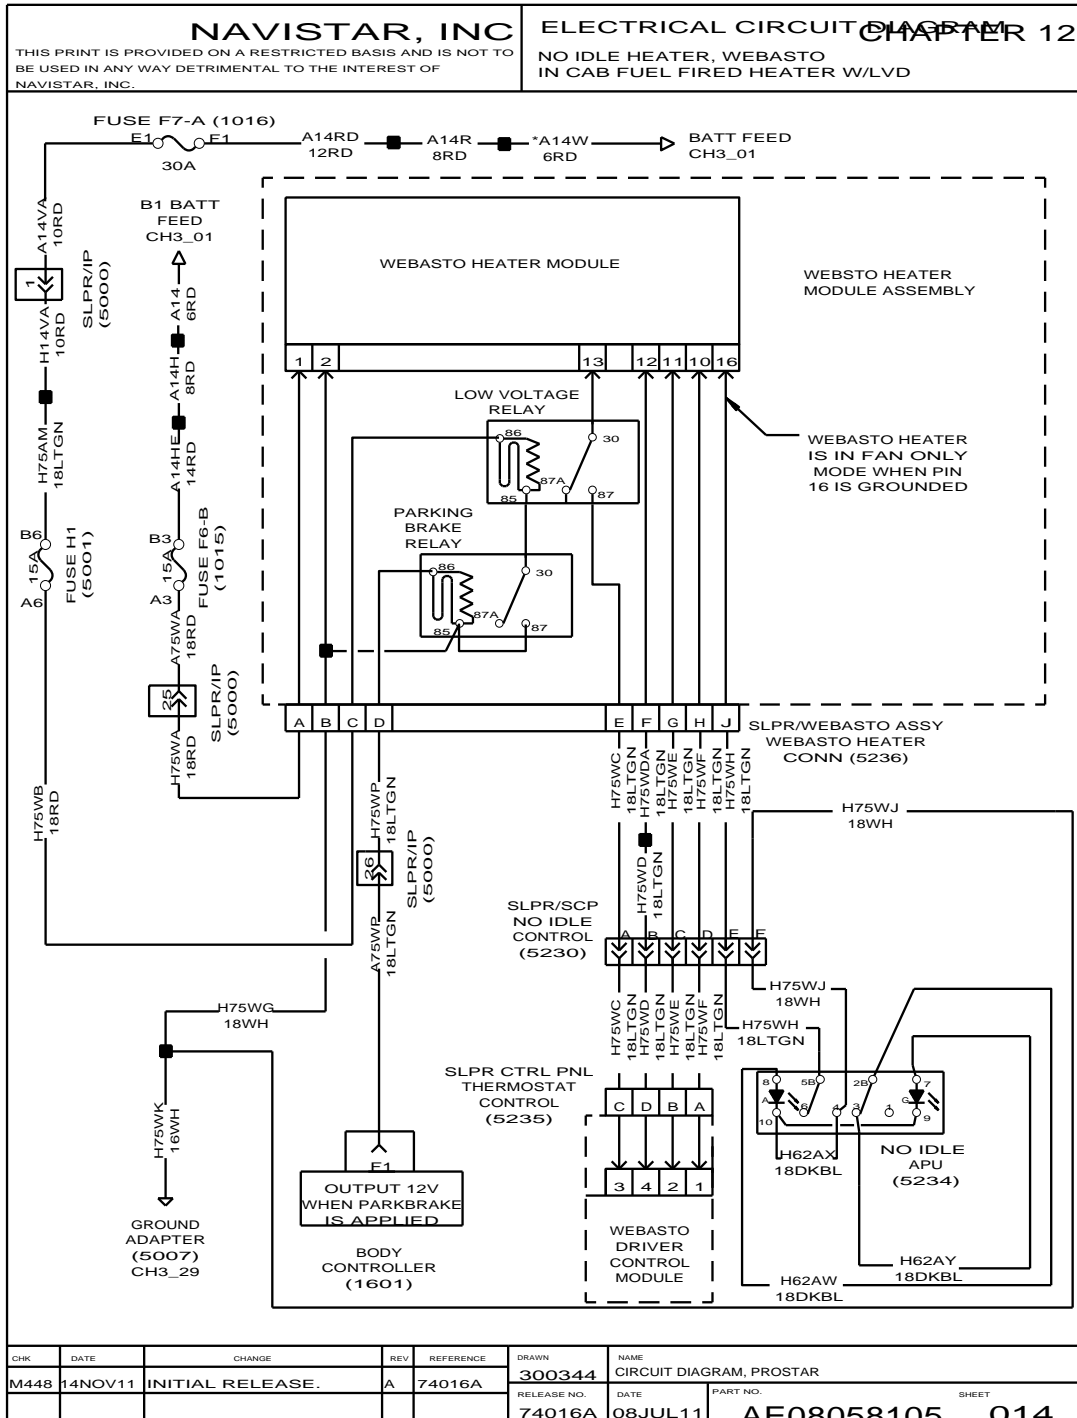 NAVISTAR, INC
THIS PRINT IS PROVIDED ON A RESTRICTED BASIS AND IS NOT TO
BE USED IN ANY WAY DETRIMENTAL TO THE INTEREST OF
NAVISTAR, INC.
ELECTRICAL CIRCUIT DIAGRAM
CHAPTER 12
NO IDLE HEATER, WEBASTO
IN CAB FUEL FIRED HEATER W/LVD
FUSE F7-A (1016)
E1 F1
30A
A14RD
12RD
A14R
8RD
*A14W
6RD
BATT FEED
CH3_01
B1 BATT
FEED
CH3_01
A14VA
10RD
1
SLPR/IP
(5000)
H14VA
10RD
H75AM
18LTGN
B6
15A
A6
FUSE H1
(5001)
H75WB
18RD
A14
6RD
A14H
8RD
A14HE
14RD
B3
15A
A3
FUSE F6-B
(1015)
A75WA
18RD
25
SLPR/IP
(5000)
H75WA
18RD
WEBASTO HEATER MODULE
WEBSTO HEATER
MODULE ASSEMBLY
1 2 13 12 11 10 16
LOW VOLTAGE
RELAY
86 30
87A
85 87
PARKING
BRAKE
RELAY
86 30
87A
85 87
WEBASTO HEATER
IS IN FAN ONLY
MODE WHEN PIN
16 IS GROUNDED
A B C D E F G H J
SLPR/WEBASTO ASSY
WEBASTO HEATER
CONN (5236)
H75WP
18LTGN
26
SLPR/IP
(5000)
A75WP
18LTGN
H75WC
18LTGN
H75WDA
18LTGN
H75WE
18LTGN
H75WF
18LTGN
H75WH
18LTGN
H75WD
18LTGN
H75WJ
18WH
SLPR/SCP
NO IDLE
CONTROL
(5230)
A B C D E F
H75WC
18LTGN
H75WD
18LTGN
H75WE
18LTGN
H75WF
18LTGN
H75WJ
18WH
H75WH
18LTGN
H75WG
18WH
H75WK
16WH
GROUND
ADAPTER
(5007)
CH3_29
E1
OUTPUT 12V
WHEN PARKBRAKE
IS APPLIED
BODY
CONTROLLER
(1601)
SLPR CTRL PNL
THERMOSTAT
CONTROL
(5235)
C D B A
3 4 2 1
WEBASTO
DRIVER
CONTROL
MODULE
8 5B 2B 7
A G
10 6 4 3 1 9
H62AX
18DKBL
NO IDLE
APU
(5234)
H62AY
18DKBL
H62AW
18DKBL
CHK DATE CHANGE REV REFERENCE
M448 14NOV11 INITIAL RELEASE. A 74016A
DRAWN
300344
NAME
CIRCUIT DIAGRAM, PROSTAR
RELEASE NO.
74016A
DATE
08JUL11
PART NO.
AE08058105
SHEET
014